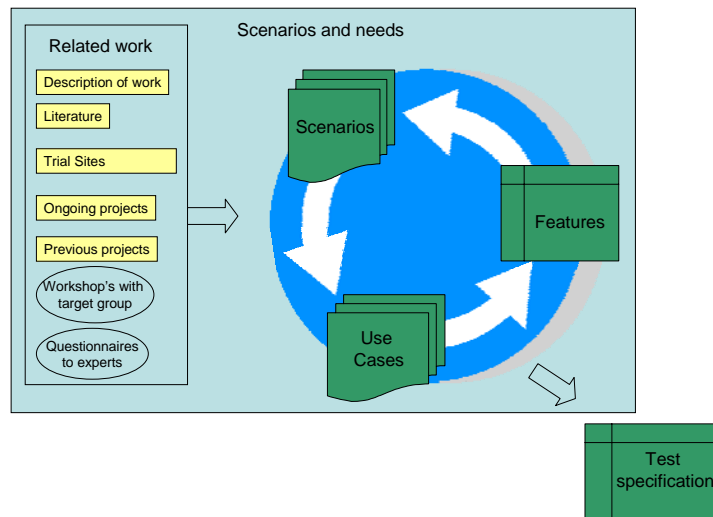 Scenarios and needs
Related work
Description of work
Literature
Trial Sites
Ongoing projects
Previous projects
Workshop's with
target group
Questionnaires
to experts
Scenarios
Features
Use
Cases
Test
specification